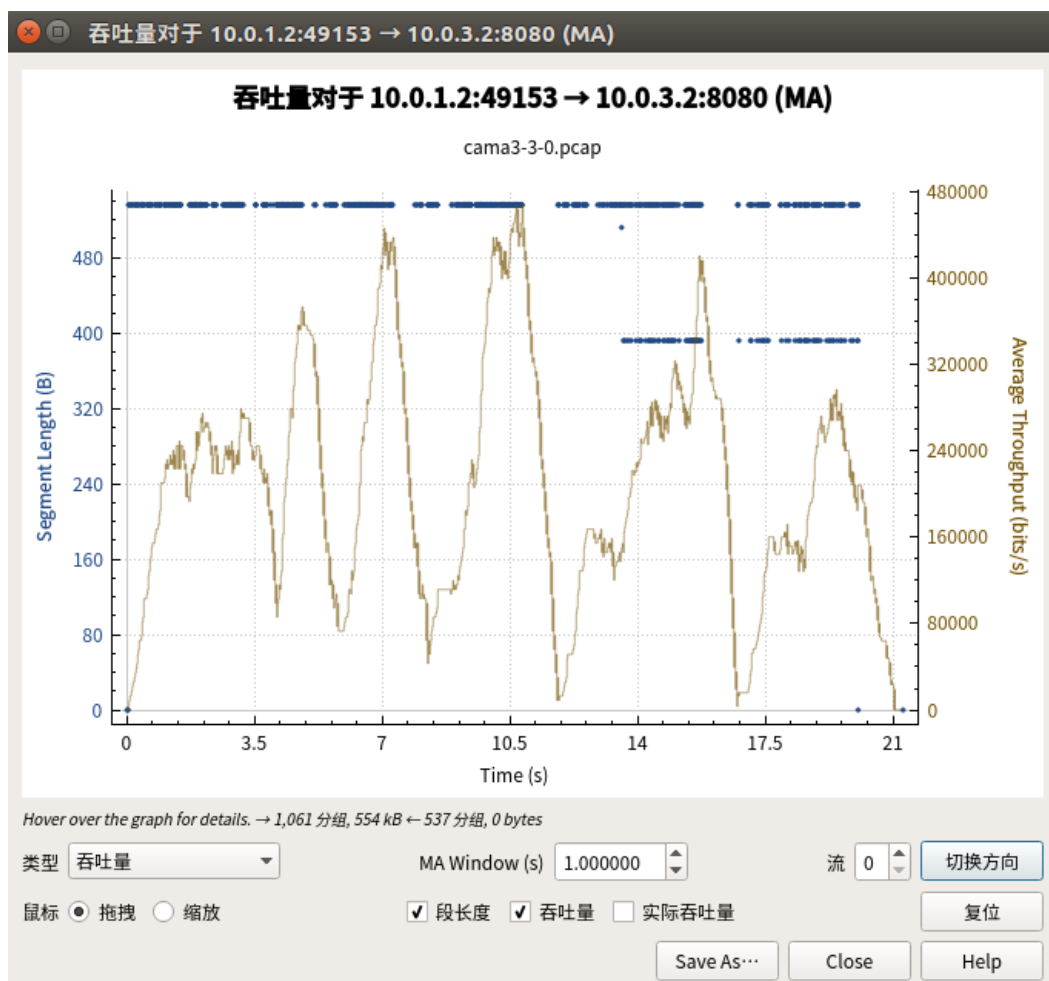 吞吐量对于 10.0.1.2:49153 → 10.0.3.2:8080 (MA)
吞吐量对于 10.0.1.2:49153 → 10.0.3.2:8080 (MA)
cama3-3-0.pcap
Segment Length (B)
480
400
320
240
160
80
0
480000
400000
320000
240000
160000
80000
0
Average Throughput (bits/s)
0 3.5 7 10.5 14 17.5 21
Time (s)
Hover over the graph for details. → 1,061 分组, 554 kB ← 537 分组, 0 bytes
类型 吞吐量 MA Window (s) 1.000000 流 0 切换方向
鼠标 拖拽 缩放 段长度 吞吐量 实际吞吐量 复位
Save As… Close Help